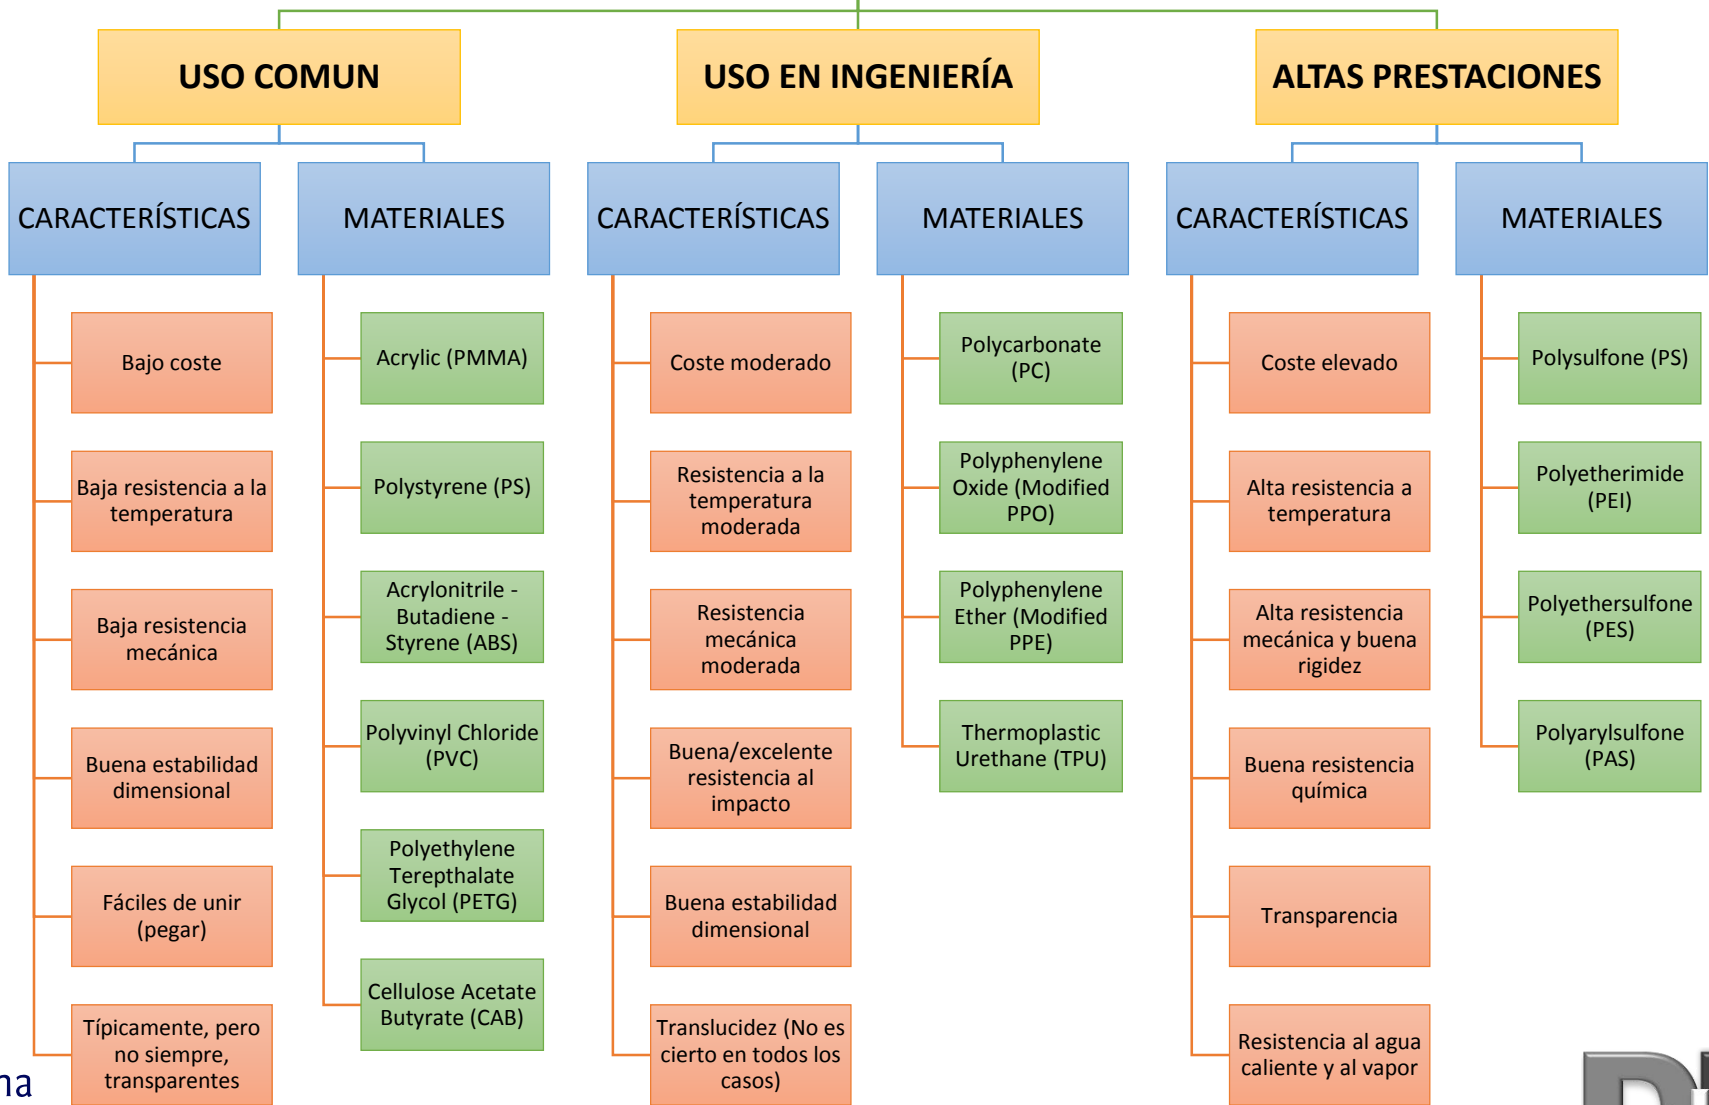 USO COMUN
USO EN INGENIERÍA
ALTAS PRESTACIONES
CARACTERÍSTICAS
MATERIALES
CARACTERÍSTICAS
MATERIALES
CARACTERÍSTICAS
MATERIALES
Bajo coste
Baja resistencia a la
temperatura
Baja resistencia
mecánica
Buena estabilidad
dimensional
Fáciles de unir
(pegar)
Típicamente, pero
no siempre,
transparentes
Acrylic (PMMA)
Polystyrene (PS)
Acrylonitrile -
Butadiene -
Styrene (ABS)
Polyvinyl Chloride
(PVC)
Polyethylene
Terepthalate
Glycol (PETG)
Cellulose Acetate
Butyrate (CAB)
Coste moderado
Resistencia a la
temperatura
moderada
Resistencia
mecánica
moderada
Buena/excelente
resistencia al
impacto
Buena estabilidad
dimensional
Translucidez (No es
cierto en todos los
casos)
Polycarbonate
(PC)
Polyphenylene
Oxide (Modified
PPO)
Polyphenylene
Ether (Modified
PPE)
Thermoplastic
Urethane (TPU)
Coste elevado
Alta resistencia a
temperatura
Alta resistencia
mecánica y buena
rigidez
Buena resistencia
química
Transparencia
Resistencia al agua
caliente y al vapor
Polysulfone (PS)
Polyetherimide
(PEI)
Polyethersulfone
(PES)
Polyarylsulfone
(PAS)
na